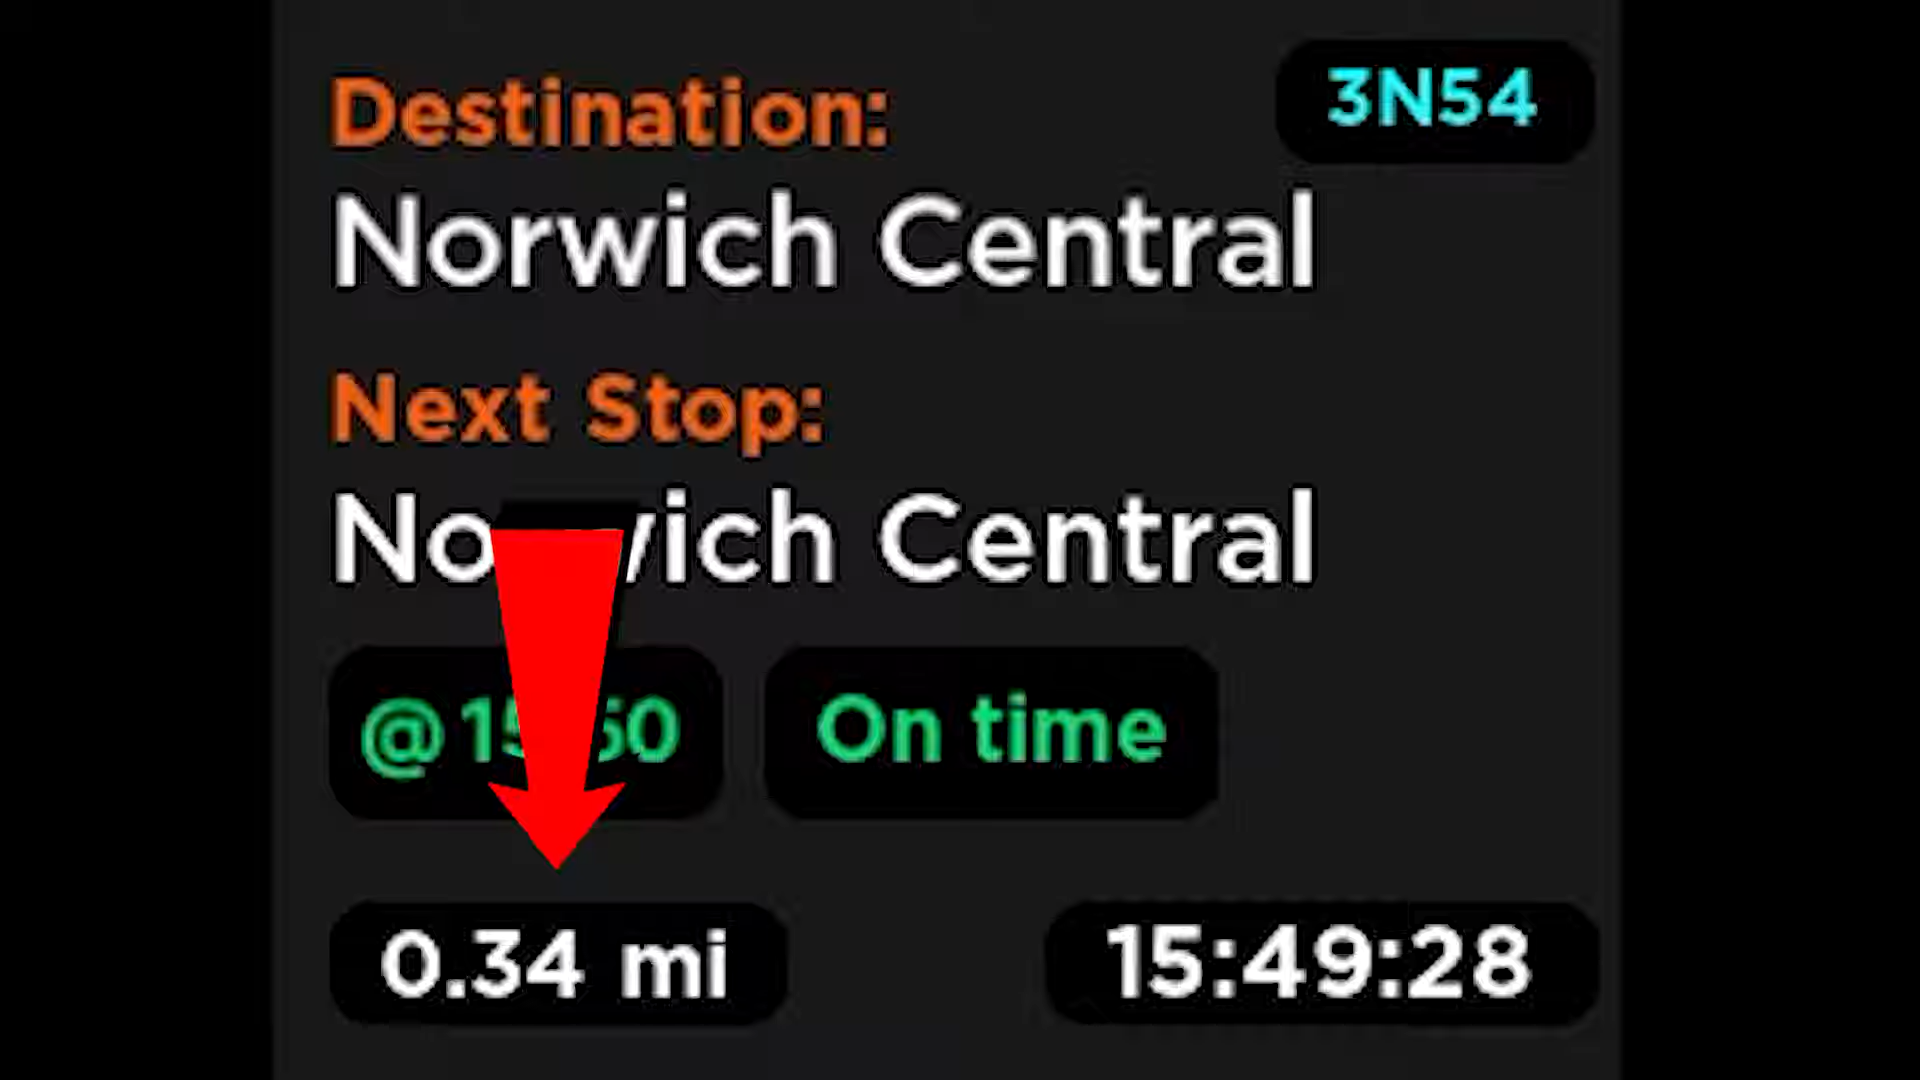 Destination:
3N54
Norwich Central
Next Stop:
Central
On time
0.34 mi
15:49:28